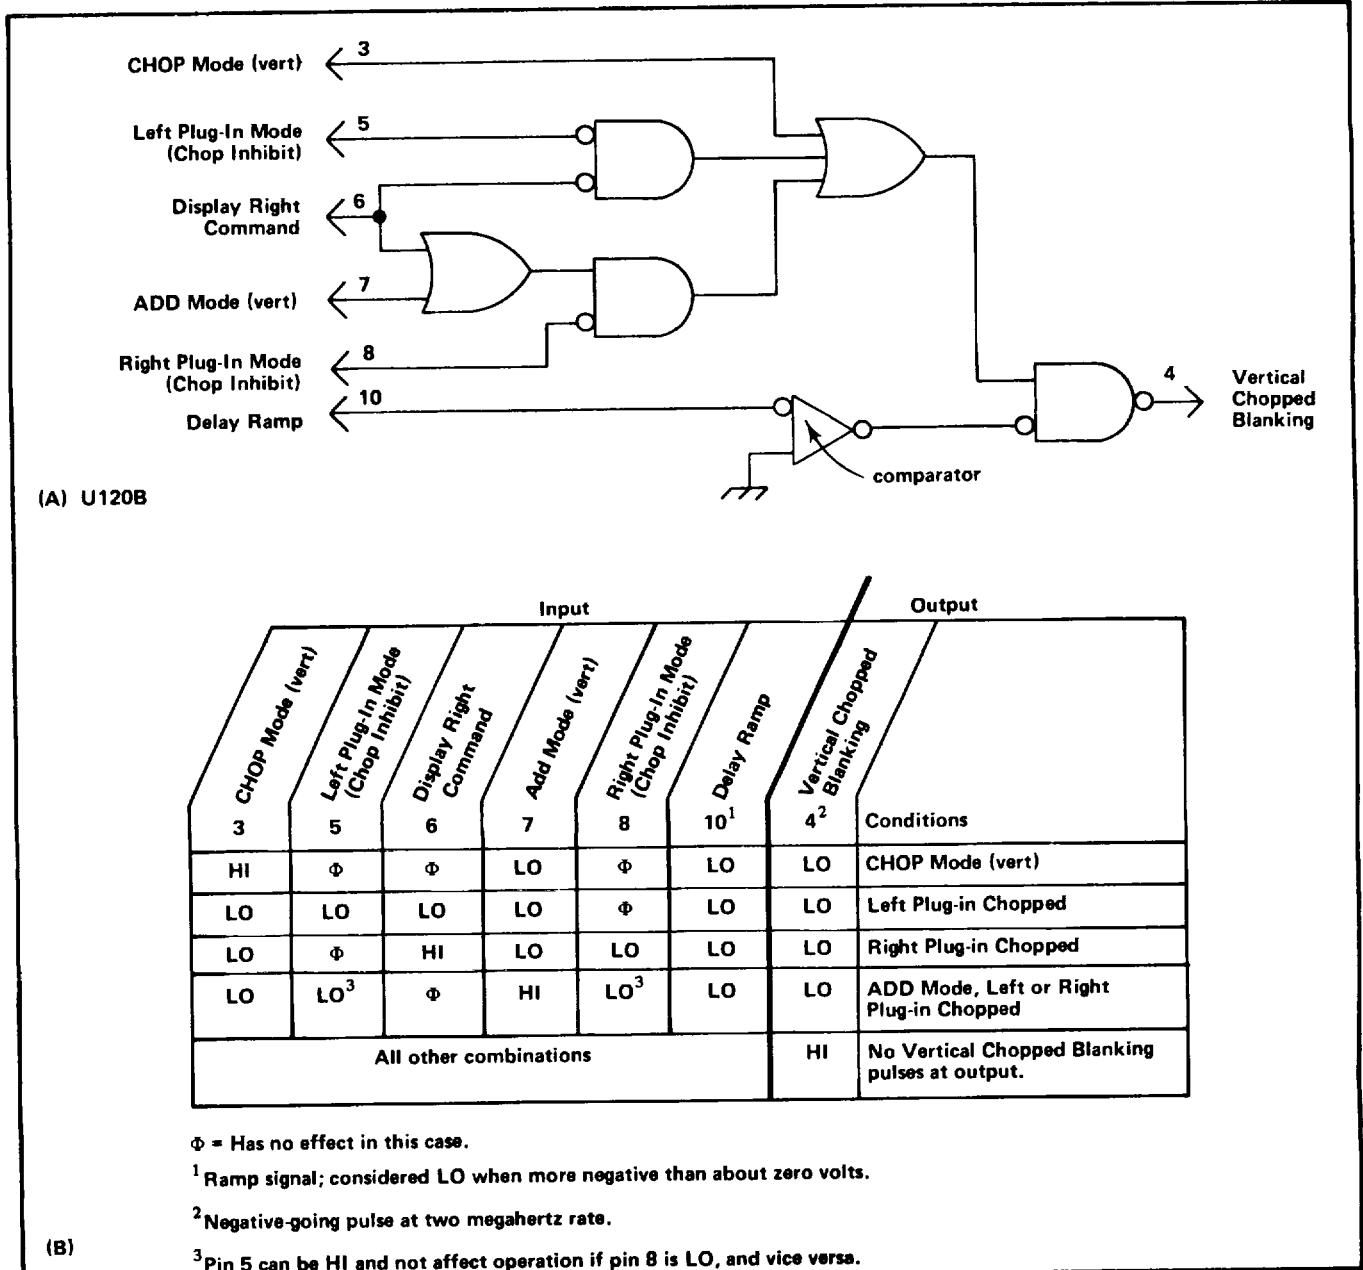 CHOP Mode (vert)
3
Left Plug-In Mode
(Chop Inhibit)
5
Display Right
Command
6
ADD Mode (vert)
7
Right Plug-In Mode
(Chop Inhibit)
8
Delay Ramp
10
comparator
4
Vertical
Chopped
Blanking
(A) U120B
Input
Output
CHOP Mode (vert)
Left Plug-In Mode
(Chop Inhibit)
Display Right
Command
Add Mode (vert)
Right Plug-In Mode
(Chop Inhibit)
Delay Ramp
Vertical Chopped
Blanking
3 5 6 7 8 10¹ 4² Conditions
HI Φ Φ LO Φ LO LO CHOP Mode (vert)
LO LO LO LO Φ LO LO Left Plug-in Chopped
LO Φ HI LO LO LO LO Right Plug-in Chopped
LO LO³ Φ HI LO³ LO LO ADD Mode, Left or Right
Plug-in Chopped
All other combinations HI No Vertical Chopped Blanking
pulses at output.
Φ = Has no effect in this case.
¹Ramp signal; considered LO when more negative than about zero volts.
²Negative-going pulse at two megahertz rate.
(B)
³Pin 5 can be HI and not affect operation if pin 8 is LO, and vice versa.